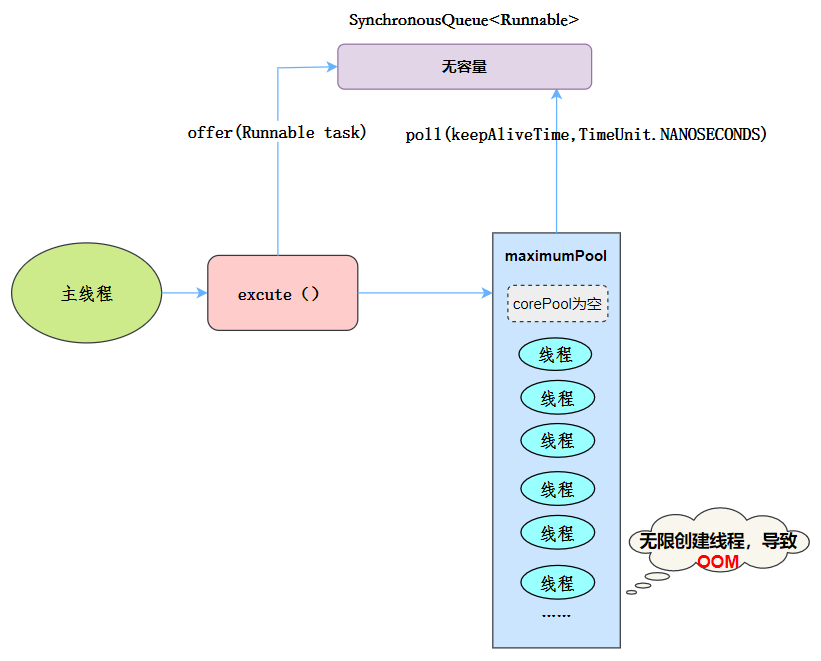 SynchronousQueue<Runnable>
无容量
offer(Runnable task)
poll(keepAliveTime,TimeUnit.NANOSECONDS)
主线程
excute（）
maximumPool
corePool为空
线程
线程
线程
线程
线程
线程
......
无限创建线程，导致
OOM